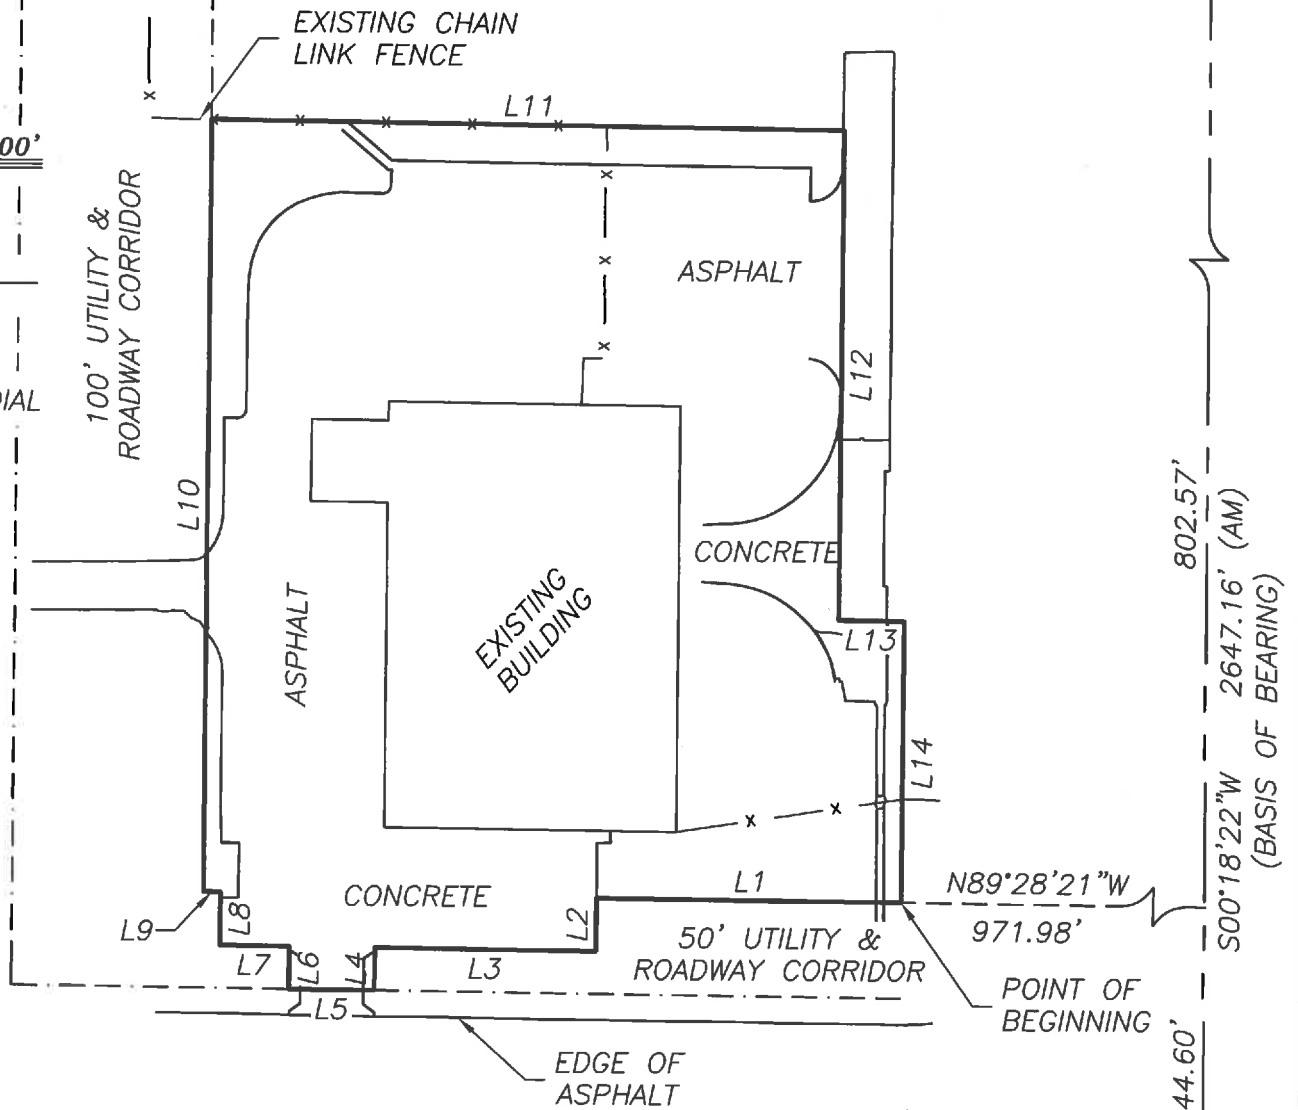 EXISTING CHAIN
LINK FENCE
L11
00'
100' UTILITY &
ROADWAY CORRIDOR
ASPHALT
L12
DIAL
L10
802.57'
S00°18'22"W 2647.16' (AM)
(BASIS OF BEARING)
CONCRETE
EXISTING
BUILDING
ASPHALT
L13
L14
L1
N89°28'21"W
971.98'
CONCRETE
L2
L8
L9
50' UTILITY &
ROADWAY CORRIDOR
L7
L6
L4
L3
L5
POINT OF
BEGINNING
EDGE OF
ASPHALT
44.60'